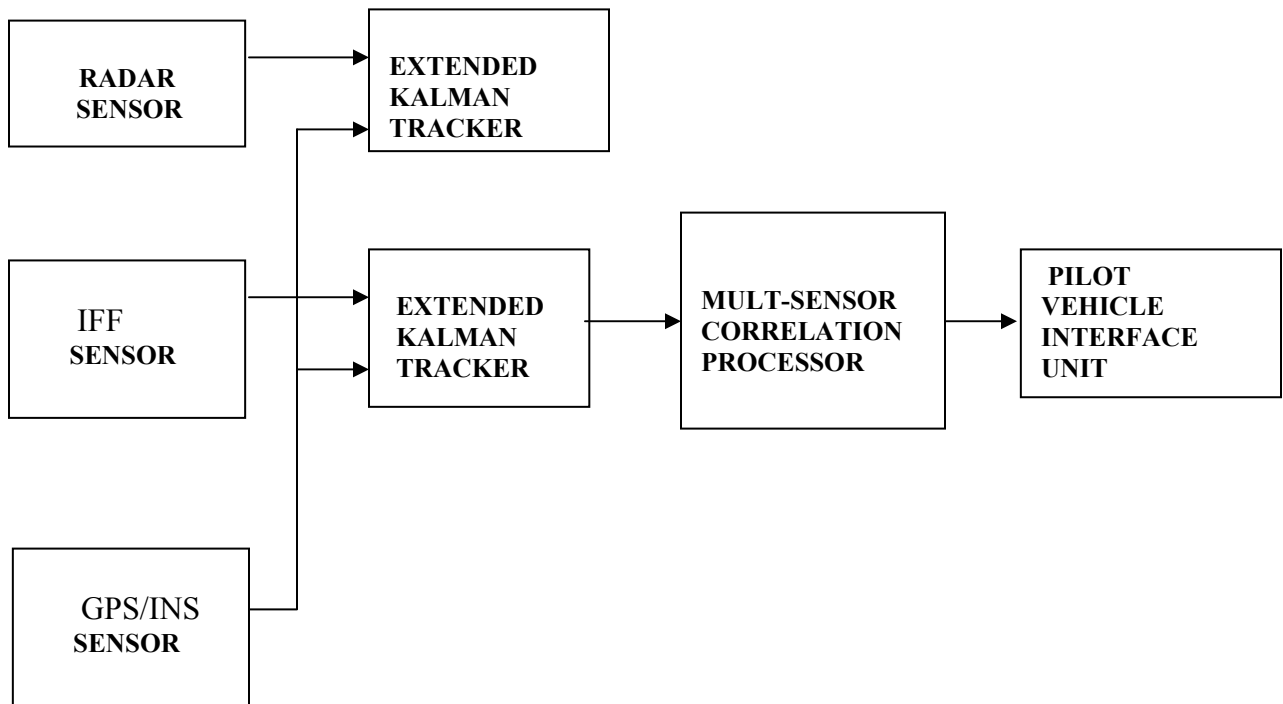 RADAR
SENSOR
EXTENDED
KALMAN
TRACKER
IFF
SENSOR
EXTENDED
KALMAN
TRACKER
MULT-SENSOR
CORRELATION
PROCESSOR
PILOT
VEHICLE
INTERFACE
UNIT
GPS/INS
SENSOR